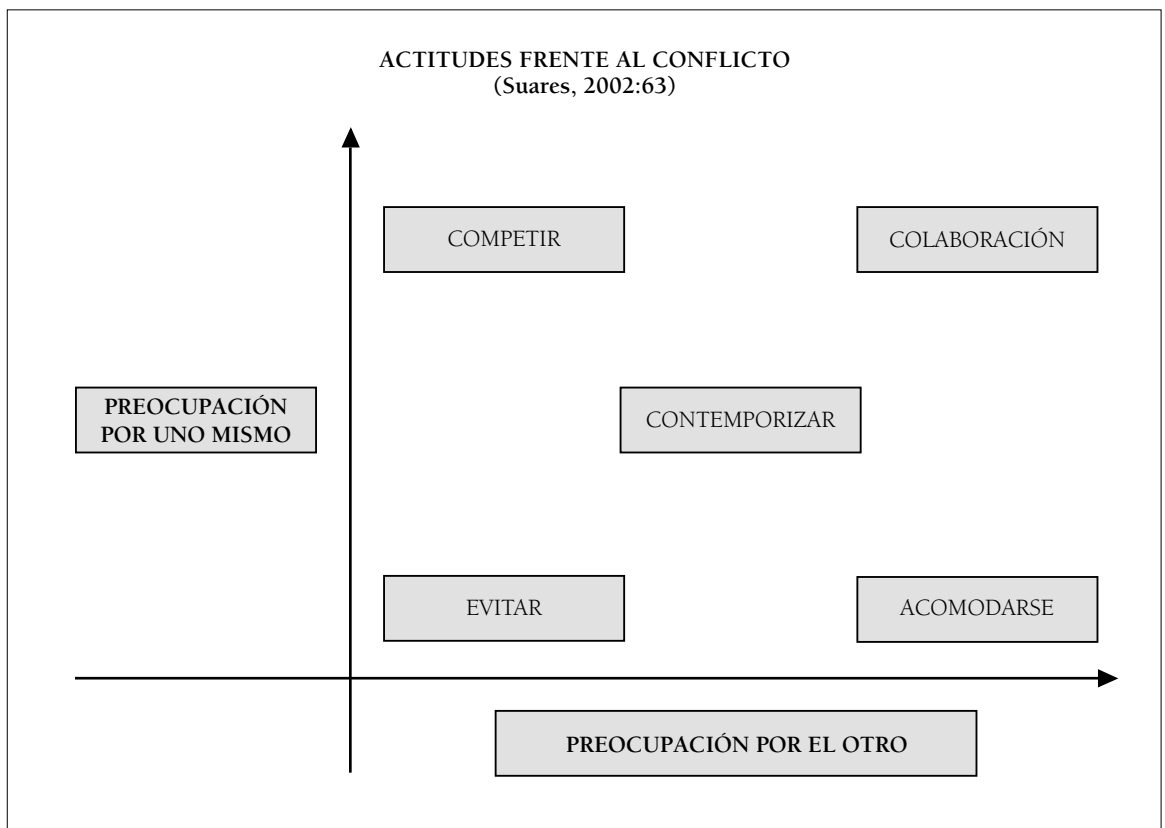 ACTITUDES FRENTE AL CONFLICTO
(Suares, 2002:63)
COMPETIR
COLABORACIÓN
PREOCUPACIÓN
POR UNO MISMO
CONTEMPORIZAR
EVITAR
ACOMODARSE
PREOCUPACIÓN POR EL OTRO